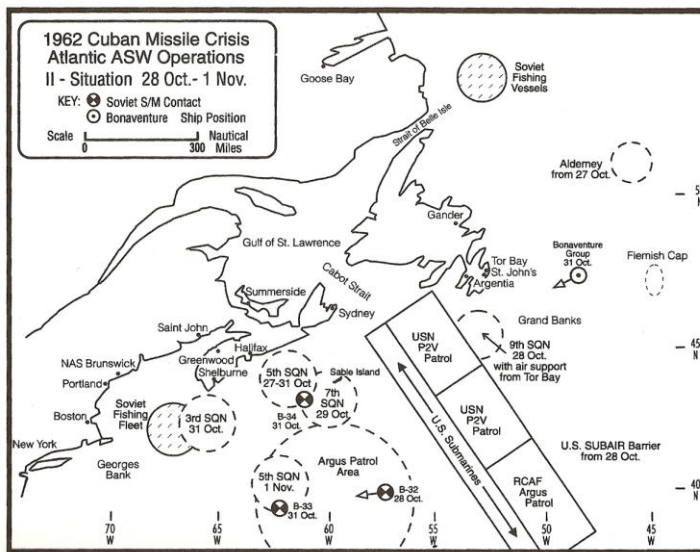 1962 Cuban Missile Crisis
Atlantic ASW Operations
II - Situation 28 Oct.- 1 Nov.
KEY: Soviet S/M Contact
Bonaventure Ship Position
Scale Nautical
0 300 Miles
Goose Bay
Soviet
Fishing
Vessels
Strait of Belle Isle
Alderney
from 27 Oct.
Gander
Gulf of St. Lawrence
Bonaventure
Group
31 Oct.
Flemish Cap
Tor Bay
St. John's
Argentia
Cabot Strait
Summerside
Sydney
Grand Banks
Saint John
Halifax
Greenwood
Shelburne
NAS Brunswick
Portland
Boston
New York
Georges
Bank
Soviet
Fishing
Fleet
3rd SQN
31 Oct.
5th SQN
27-31 Oct
Sable Island
7th
SQN
29 Oct.
B-34
31 Oct.
USN
P2V
Patrol
9th SQN
28 Oct.
with air support
from Tor Bay
45
N
USN
P2V
Patrol
U.S. Submarines
U.S. SUBAIR Barrier
from 28 Oct.
Argus Patrol
Area
5th SQN
1 Nov.
B-33
31 Oct.
B-32
28 Oct.
RCAF
Argus
Patrol
40
N
70
W
65
W
60
W
55
W
50
W
45
W